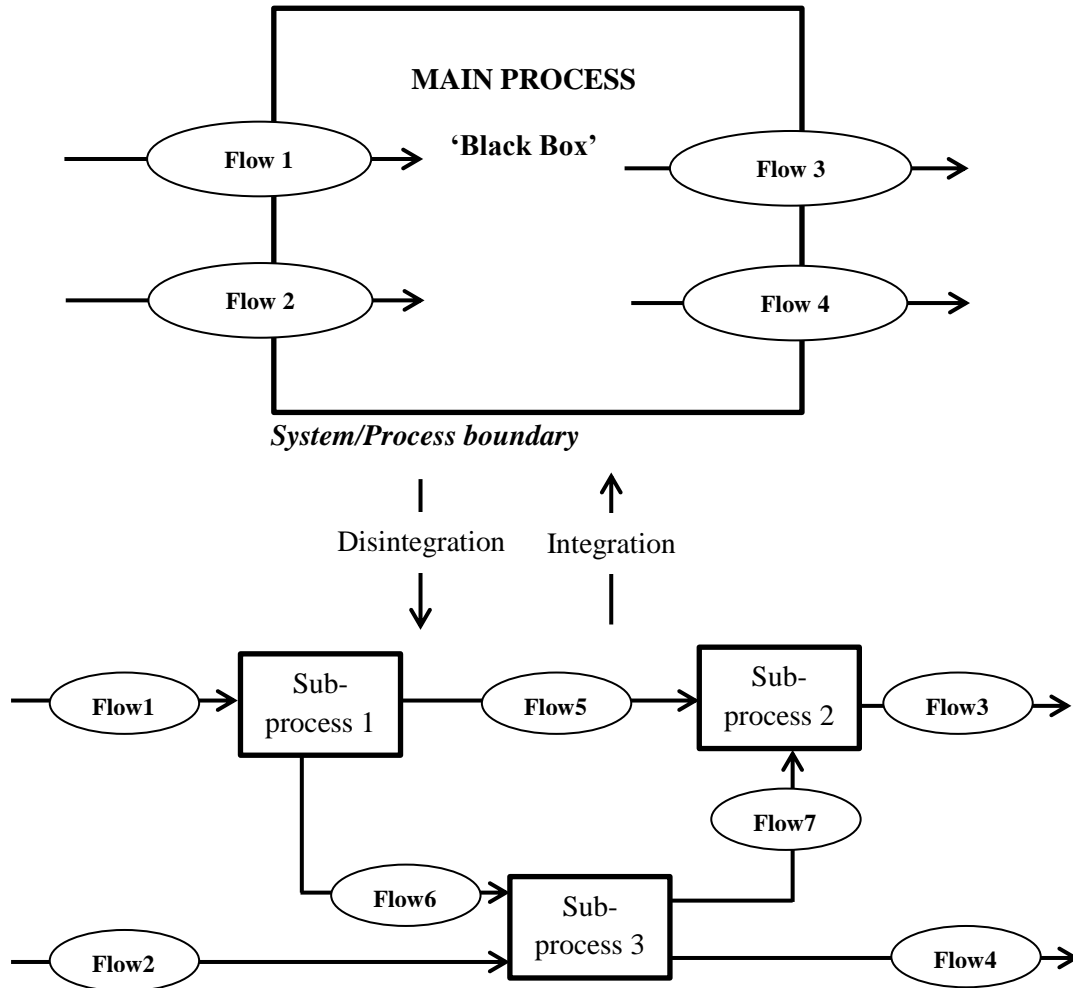 MAIN PROCESS
‘Black Box’
Flow 1
Flow 3
Flow 2
Flow 4
System/Process boundary
Disintegration
Integration
Flow1
Sub-
process 1
Flow5
Sub-
process 2
Flow3
Flow7
Flow6
Sub-
process 3
Flow2
Flow4